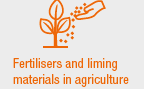 Fertilisers and liming
materials in agriculture